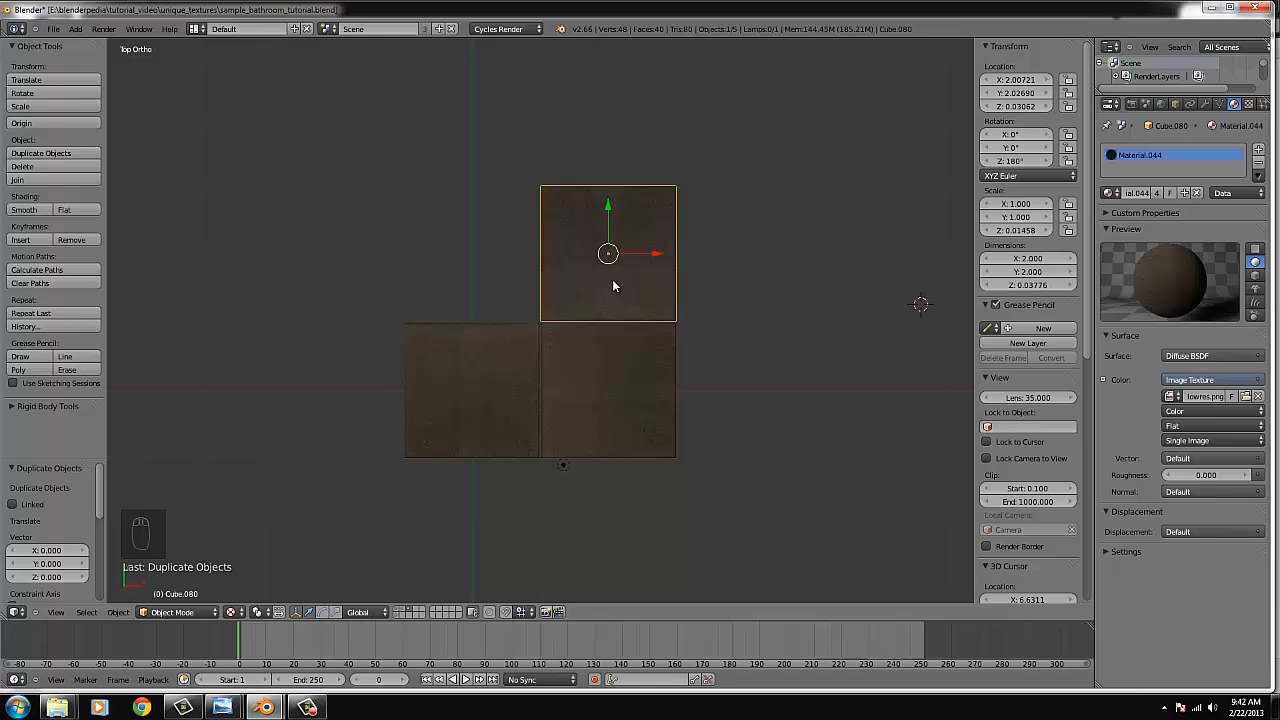 Blender* [E:\blenderpedia\tutorial_video\unique_textures\sample_bathroom_tutorial.blend]
File Add Render Window Help Default Scene 3 F Cycles Render v2.66 | Verts:48 | Faces:40 | Tris:80 | Objects:1/5 | Lamps:0/1 | Mem:144.45M (185.21M) | Cube.080
View Search All Scenes
Scene
RenderLayers
Object Tools
Transform:
Translate
Rotate
Scale
Origin
Object:
Duplicate Objects
Delete
Join
Shading:
Smooth Flat
Keyframes:
Insert Remove
Motion Paths:
Calculate Paths
Clear Paths
Repeat:
Repeat Last
History...
Grease Pencil:
Draw Line
Poly Erase
Use Sketching Sessions
Rigid Body Tools
Duplicate Objects
Duplicate Objects
Linked
Translate
Vector
X: 0.000
Y: 0.000
Z: 0.000
Constraint Axis
Top Ortho
Last: Duplicate Objects
(0) Cube.080
Transform
Location:
X: 2.00721
Y: 2.02690
Z: 0.03062
Rotation:
X: 0°
Y: 0°
Z: 180°
XYZ Euler
Scale:
X: 1.000
Y: 1.000
Z: 0.01458
Dimensions:
X: 2.000
Y: 2.000
Z: 0.03776
Grease Pencil
New
New Layer
Delete Frame Convert
View
Lens: 35.000
Lock to Object:
Lock to Cursor
Lock Camera to View
Clip:
Start: 0.100
End: 1000.000
Local Camera:
Camera
Render Border
3D Cursor
Location:
X: 6.6311
Cube.080 Material.044
Material.044
ial.044 4 F Data
Custom Properties
Preview
Surface
Surface: Diffuse BSDF
Color: Image Texture
lowres.png F
Color
Flat
Single Image
Vector: Default
Roughness: 0.000
Normal: Default
Displacement
Displacement: Default
Settings
View Select Object Object Mode Global
-80 -70 -60 -50 -40 -30 -20 -10 0 10 20 30 40 50 60 70 80 90 100 110 120 130 140 150 160 170 180 190 200 210 220 230 240 250 260 270 280 290 300
View Marker Frame Playback Start: 1 End: 250 0 No Sync
9:42 AM
2/22/2013